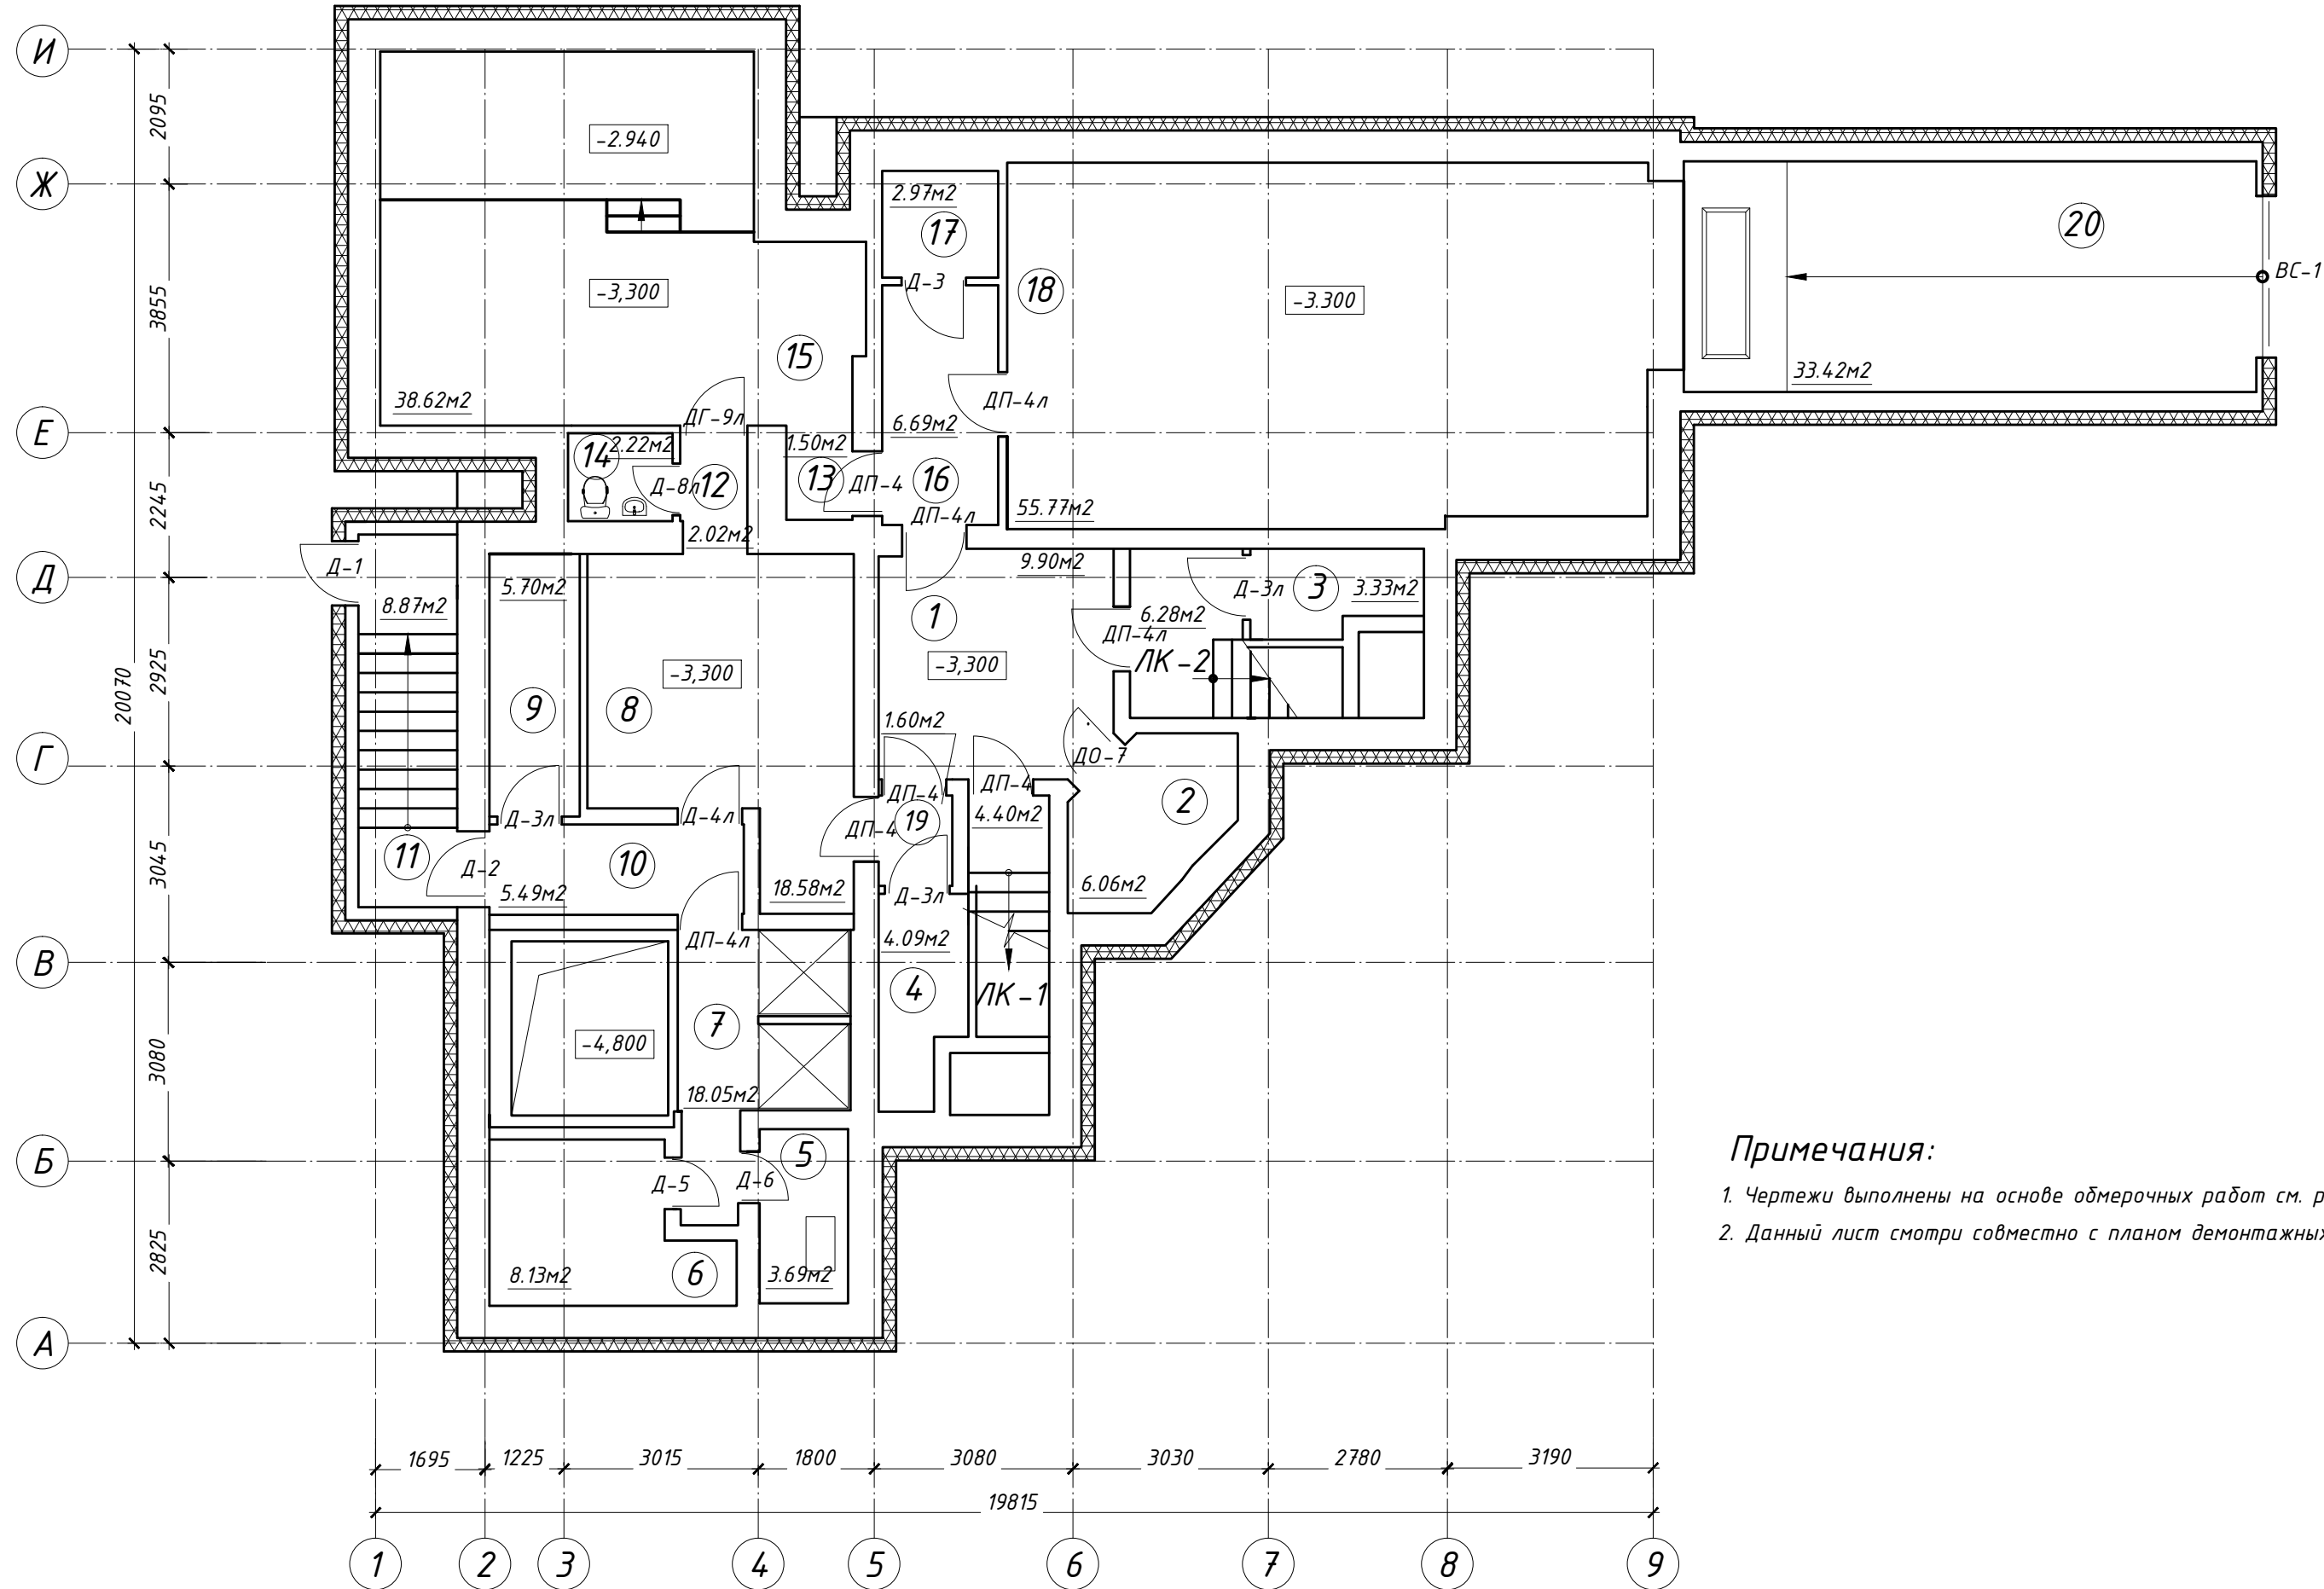 И
2095
-2.940
Ж
2.97м2
17
20
3855
-3,300
18
-3.300
ВС-1
15
38.62м2
ДГ-9л
Д-3
ДП-4л
33.42м2
Е
6.69м2
14
2.22м2
1.50м2
12
13
16
Д-8л
ДП-4
2245
ДП-4л
55.77м2
2.02м2
9.90м2
Д-1
Д
5.70м2
8.87м2
1
Д-3л
3
3.33м2
6.28м2
ДП-4л
2925
20070
-3,300
-3,300
ЛК-2
9
8
1.60м2
Г
ДО-7
ДП-4
ДП-4
2
Д-3л
Д-4л
ДП-4
19
4.40м2
3045
11
10
Д-2
5.49м2
18.58м2
Д-3л
6.06м2
ДП-4л
4.09м2
В
4
ЛК-1
7
3080
-4,800
18.05м2
Примечания:
Б
5
Д-5
Д-6
1. Чертежи выполнены на основе обмерочных работ см. р
2. Данный лист смотри совместно с планом демонтажных
2825
8.13м2
6
3.69м2
А
1695
1225
3015
1800
3080
3030
2780
3190
19815
1
2
3
4
5
6
7
8
9